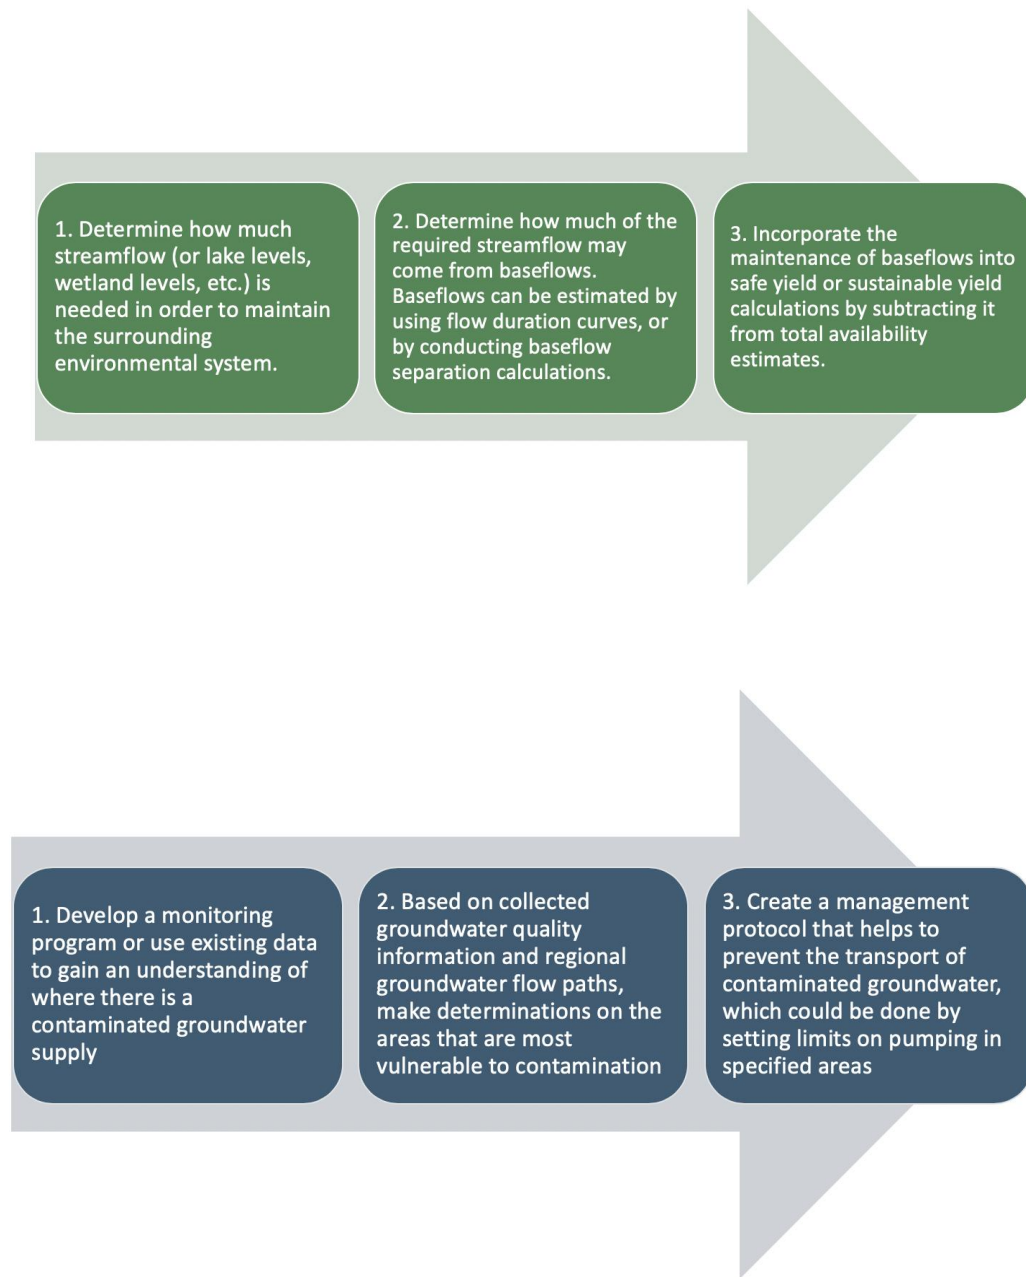 1. Determine how much
streamflow (or lake levels,
wetland levels, etc.) is
needed in order to maintain
the surrounding
environmental system.
2. Determine how much of the
required streamflow may
come from baseflows.
Baseflows can be estimated by
using flow duration curves, or
by conducting baseflow
separation calculations.
3. Incorporate the
maintenance of baseflows into
safe yield or sustainable yield
calculations by subtracting it
from total availability
estimates.
1. Develop a monitoring
program or use existing data
to gain an understanding of
where there is a
contaminated groundwater
supply
2. Based on collected
groundwater quality
information and regional
groundwater flow paths,
make determinations on the
areas that are most
vulnerable to contamination
3. Create a management
protocol that helps to
prevent the transport of
contaminated groundwater,
which could be done by
setting limits on pumping in
specified areas